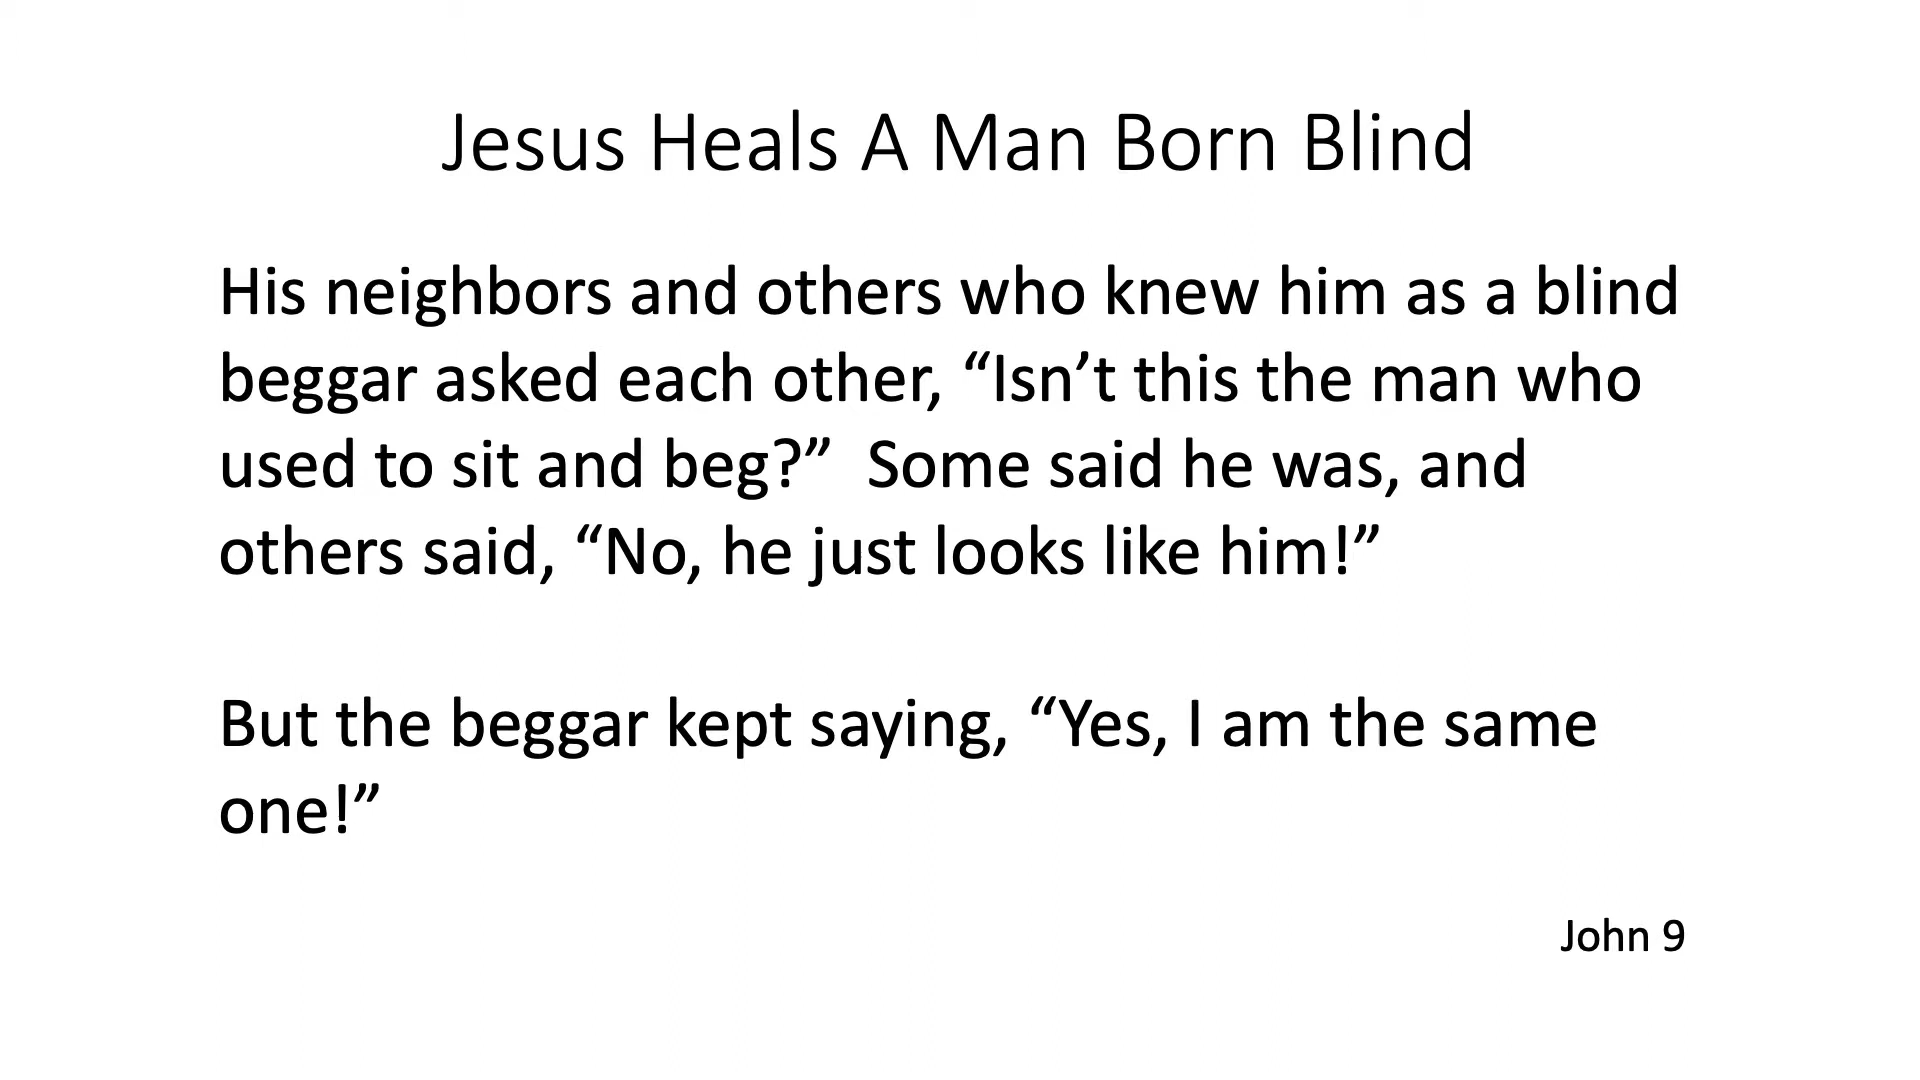 Jesus Heals A Man Born Blind
His neighbors and others who knew him as a blind
beggar asked each other, “Isn’t this the man who
used to sit and beg?”  Some said he was, and
others said, “No, he just looks like him!”
But the beggar kept saying, “Yes, I am the same
one!”
John 9